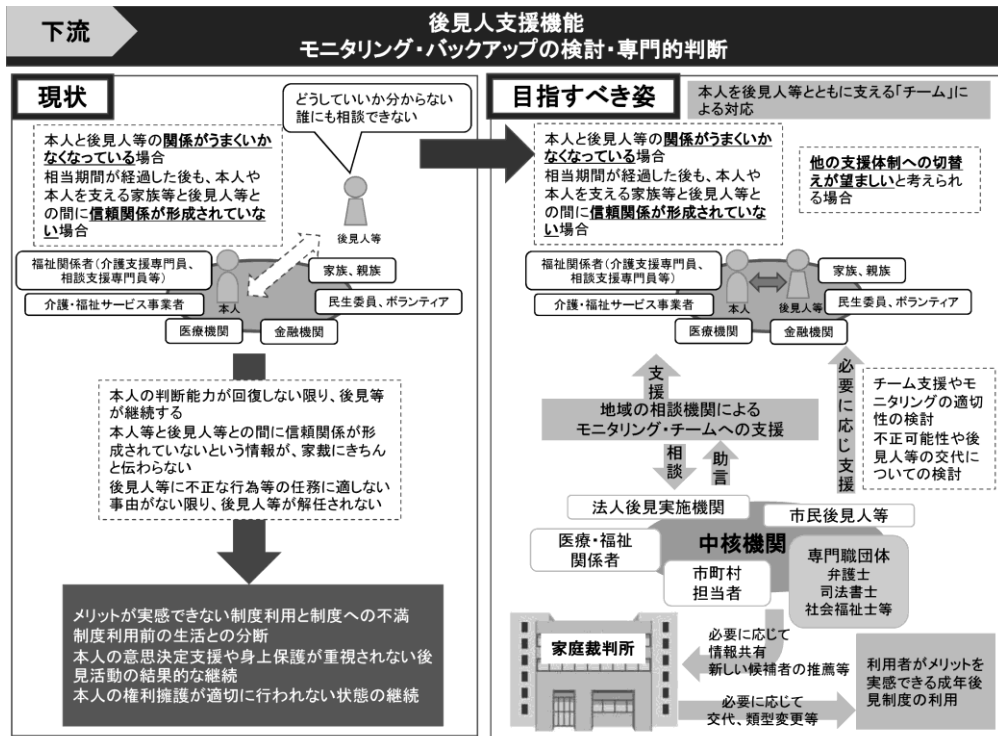 下流
後見人支援機能
モニタリング・バックアップの検討・専門的判断
現状
どうしていいか分からない
誰にも相談できない
本人と後見人等の関係がうまくいか
なくなっている場合
相当期間が経過した後も、本人や
本人を支える家族等と後見人等と
の間に信頼関係が形成されていな
い場合
後見人等
福祉関係者(介護支援専門員、
相談支援専門員等)
家族、親族
介護・福祉サービス事業者
本人
民生委員、ボランティア
医療機関
金融機関
本人の判断能力が回復しない限り、後見等
が継続する
本人等と後見人等との間に信頼関係が形
成されていないという情報が、家裁にきちん
と伝わらない
後見人等に不正な行為等の任務に適しない
事由がない限り、後見人等が解任されない
メリットが実感できない制度利用と制度への不満
制度利用前の生活との分断
本人の意思決定支援や身上保護が重視されない後
見活動の結果的な継続
本人の権利擁護が適切に行われない状態の継続
目指すべき姿
本人を後見人等とともに支える「チーム」に
よる対応
本人と後見人等の関係がうまくいか
なくなっている場合
相当期間が経過した後も、本人や
本人を支える家族等と後見人等と
の間に信頼関係が形成されていな
い場合
他の支援体制への切替
えが望ましいと考えられ
る場合
福祉関係者(介護支援専門員、
相談支援専門員等)
家族、親族
介護・福祉サービス事業者
本人
後見人等
民生委員、ボランティア
医療機関
金融機関
支援
地域の相談機関による
モニタリング・チームへの支援
相談
助言
必要に応じ支援
チーム支援やモ
ニタリングの適切
性の検討
不正可能性や後
見人等の交代に
ついての検討
法人後見実施機関
市民後見人等
医療・福祉
関係者
中核機関
市町村
担当者
専門職団体
弁護士
司法書士
社会福祉士等
家庭裁判所
必要に応じて
情報共有
新しい候補者の推薦等
必要に応じて
交代、類型変更等
利用者がメリットを
実感できる成年後
見制度の利用